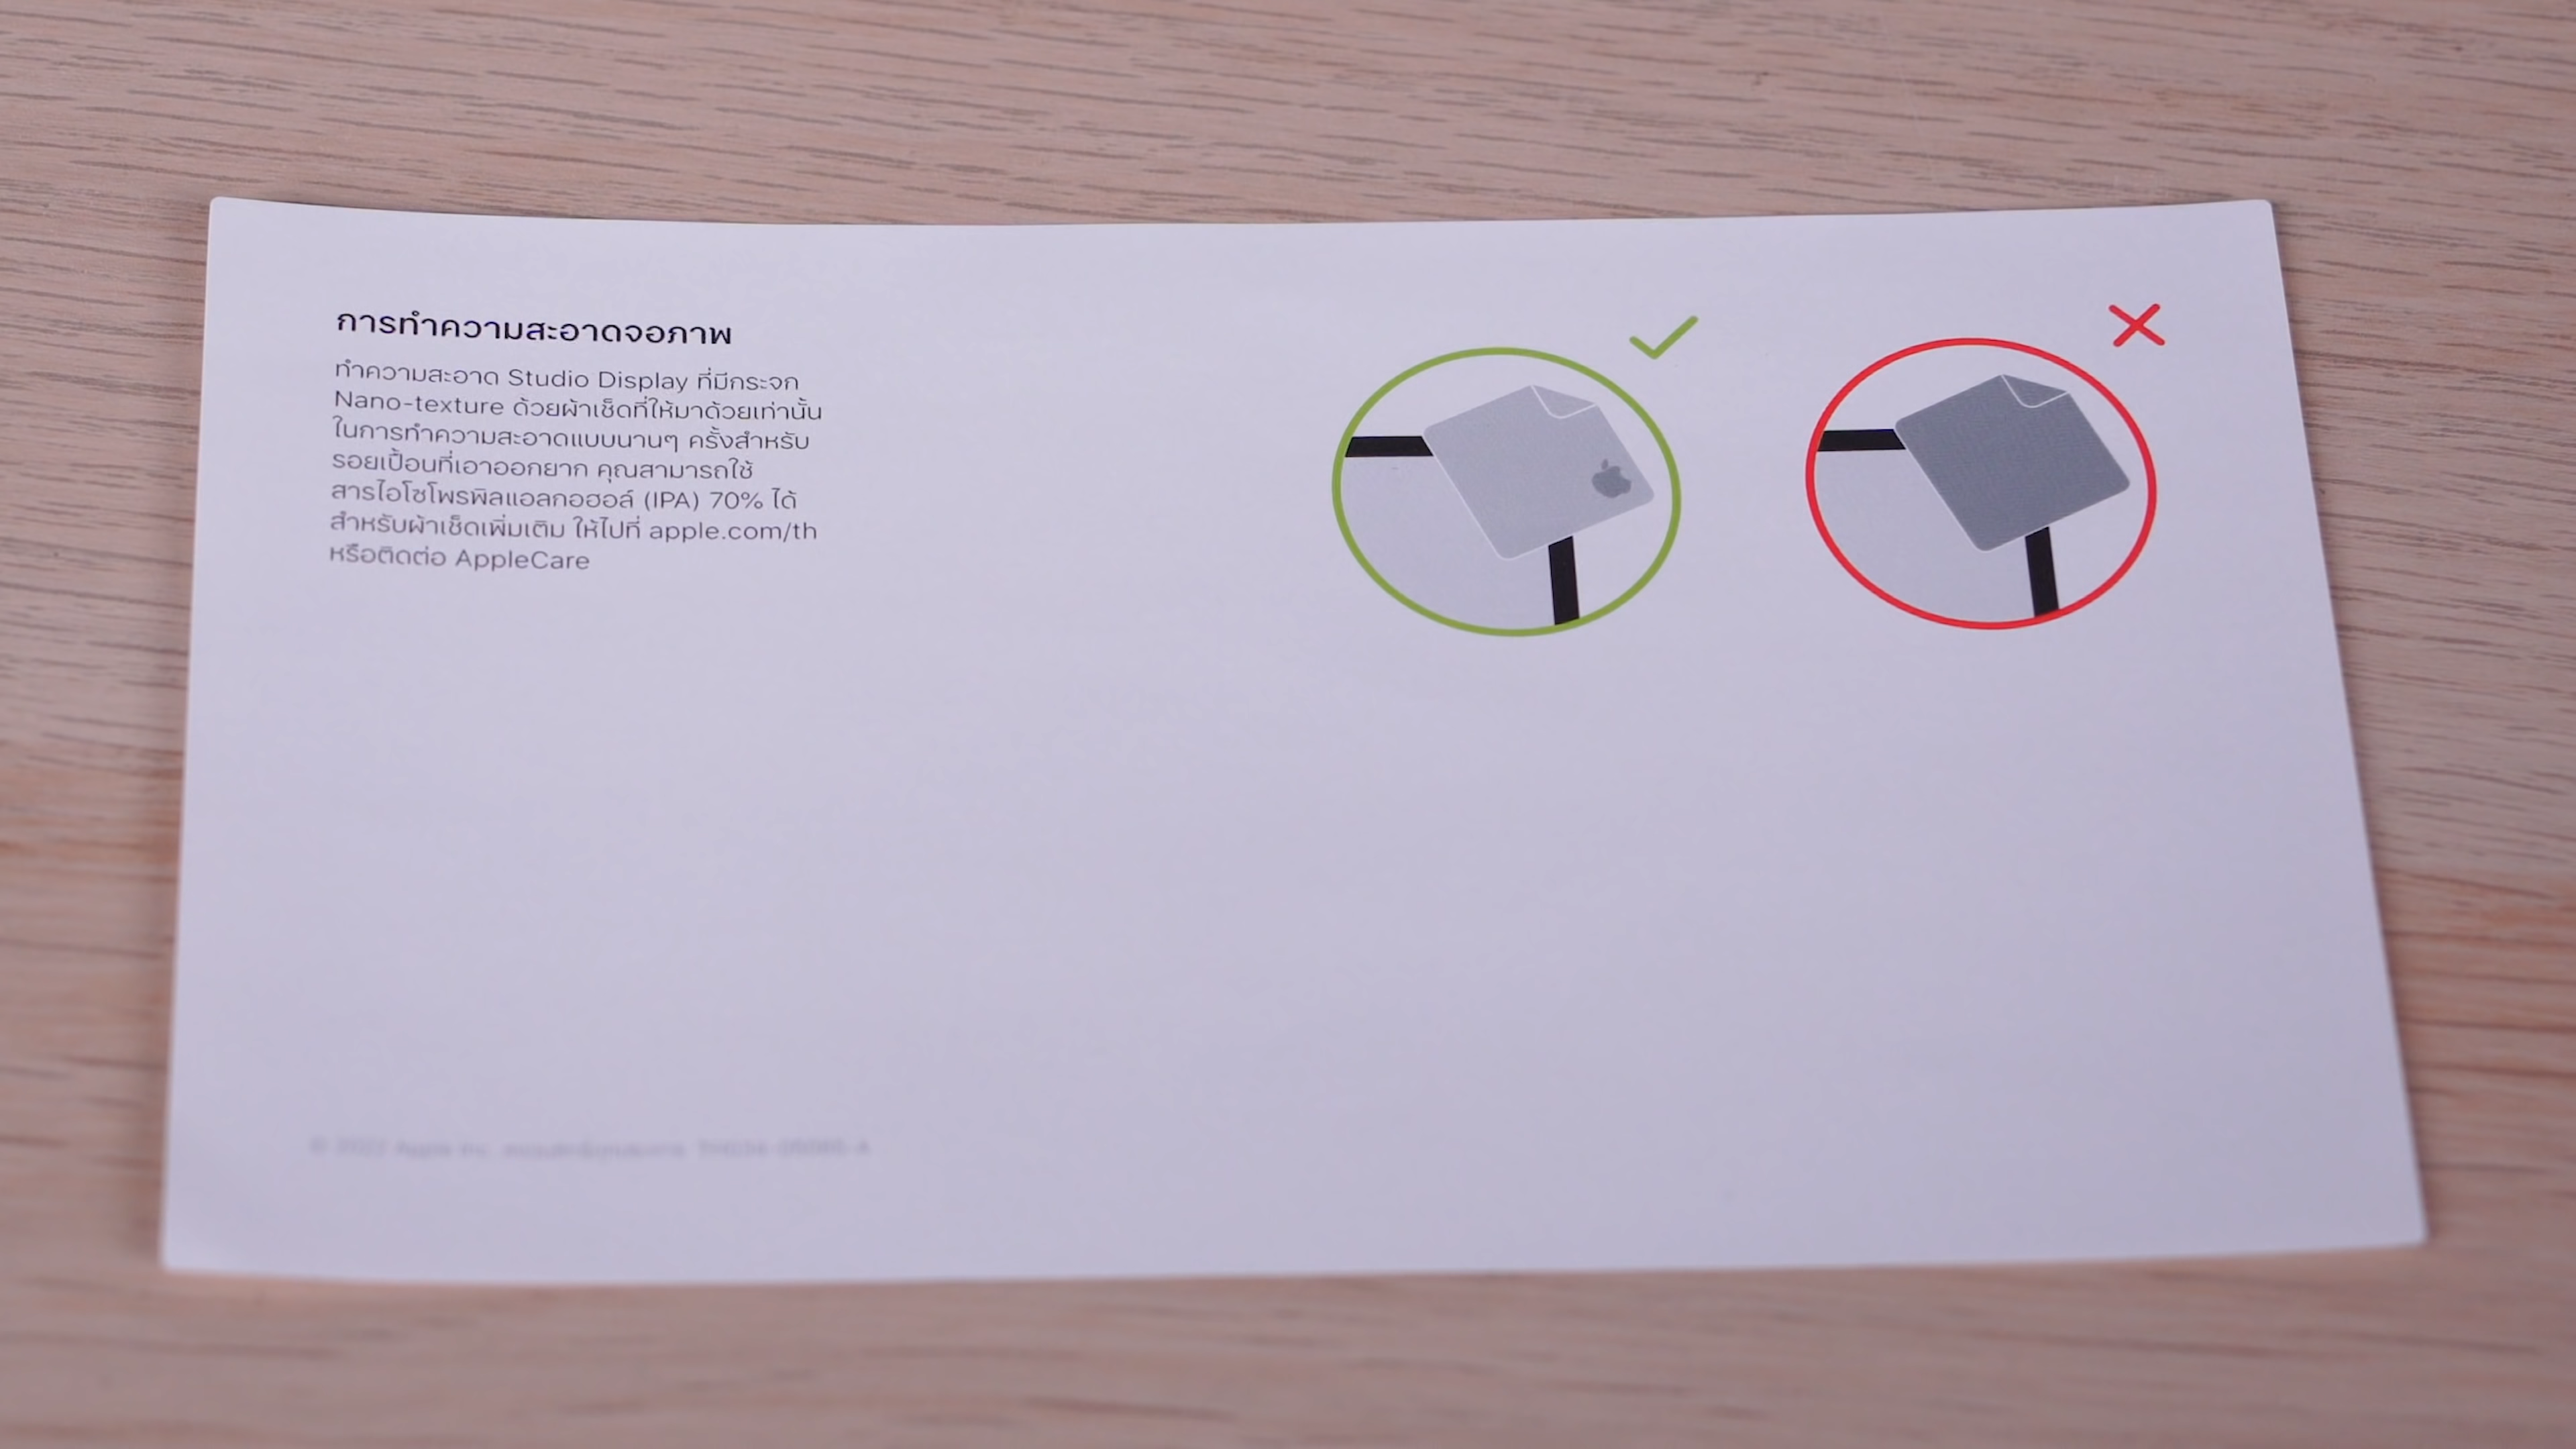 การทำความสะอาดจอภาพ
ทำความสะอาด Studio Display ที่มีกระจก
Nano-texture ด้วยผ้าเช็ดที่ให้มาด้วยเท่านั้น
ในการทำความสะอาดแบบนานๆ ครั้งสำหรับ
รอยเปื้อนที่เอาออกยาก คุณสามารถใช้
สารไอโซโพรพิลแอลกอฮอล์ (IPA) 70% ได้
สำหรับผ้าเช็ดเพิ่มเติม ให้ไปที่ apple.com/th
หรือติดต่อ AppleCare
© 2022 Apple Inc.